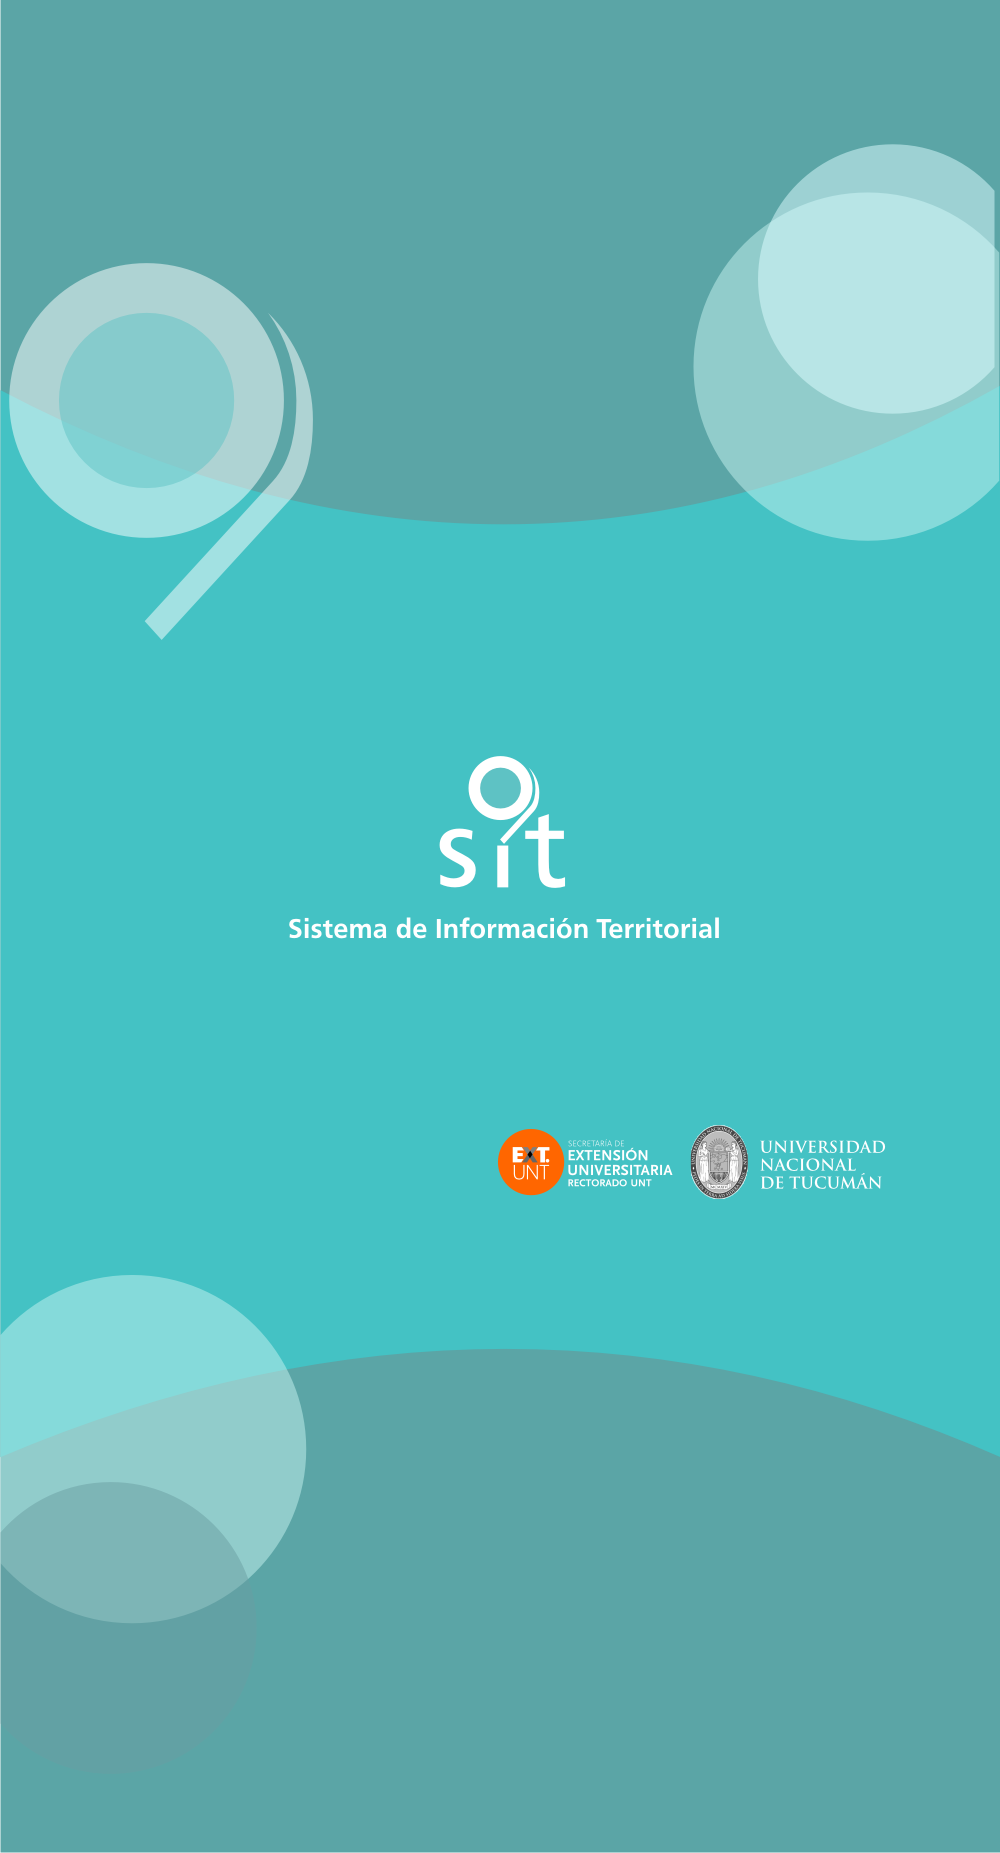 sit
Sistema de Información Territorial
EXT.
UNT
SECRETARÍA DE
EXTENSIÓN
UNIVERSITARIA
RECTORADO UNT
UNIVERSIDAD
NACIONAL
DE TUCUMÁN